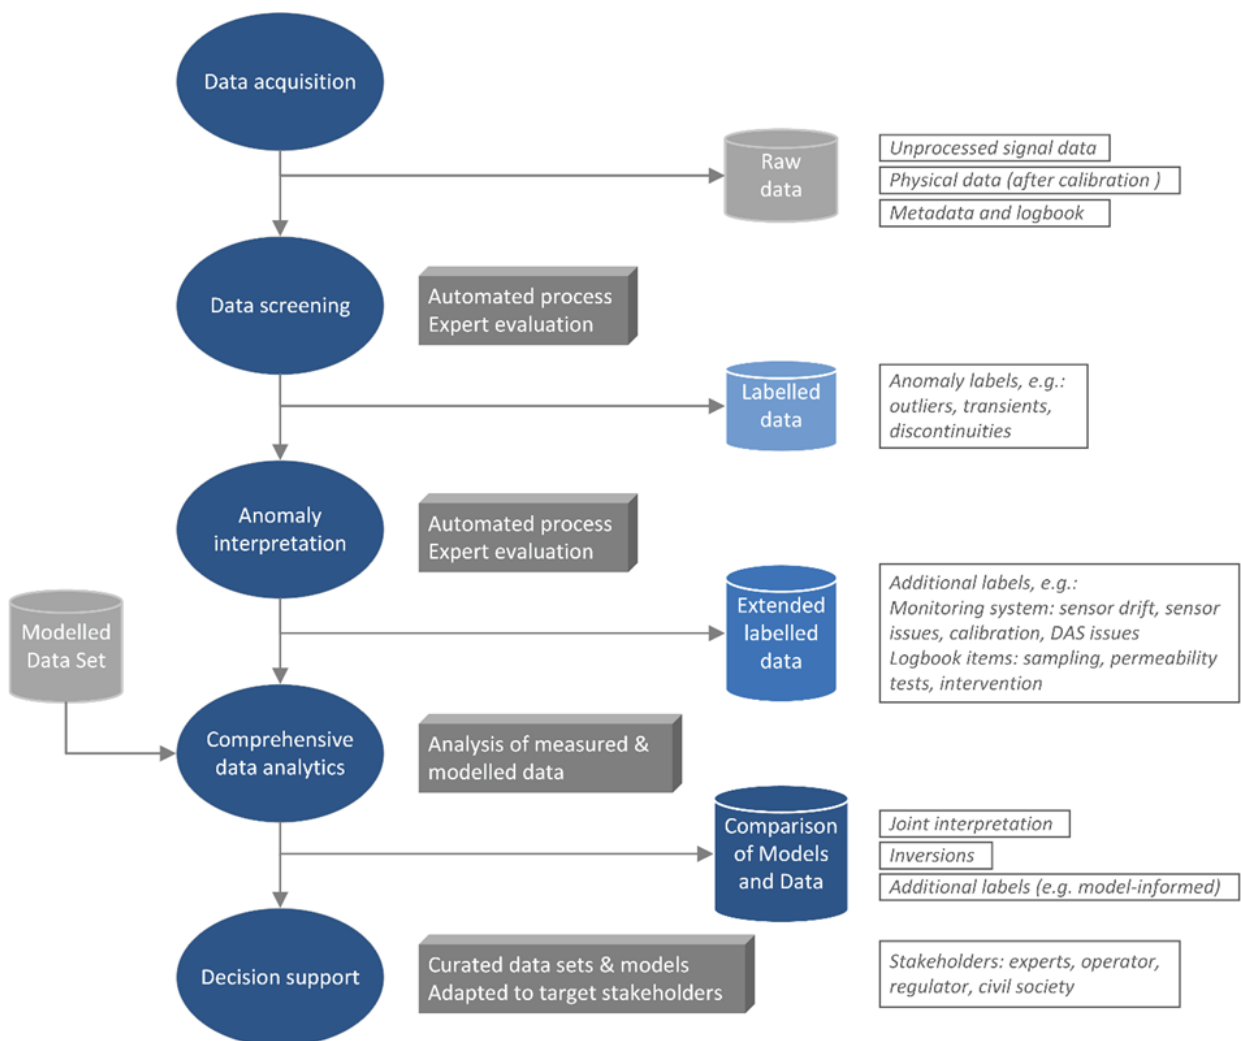 Data acquisition
Raw
data
Unprocessed signal data
Physical data (after calibration )
Metadata and logbook
Data screening
Automated process
Expert evaluation
Labelled
data
Anomaly labels, e.g.:
outliers, transients,
discontinuities
Anomaly
interpretation
Automated process
Expert evaluation
Modelled
Data Set
Extended
labelled
data
Additional labels, e.g.:
Monitoring system: sensor drift, sensor
issues, calibration, DAS issues
Logbook items: sampling, permeability
tests, intervention
Comprehensive
data analytics
Analysis of measured &
modelled data
Comparison
of Models
and Data
Joint interpretation
Inversions
Additional labels (e.g. model-informed)
Decision support
Curated data sets & models
Adapted to target stakeholders
Stakeholders: experts, operator,
regulator, civil society